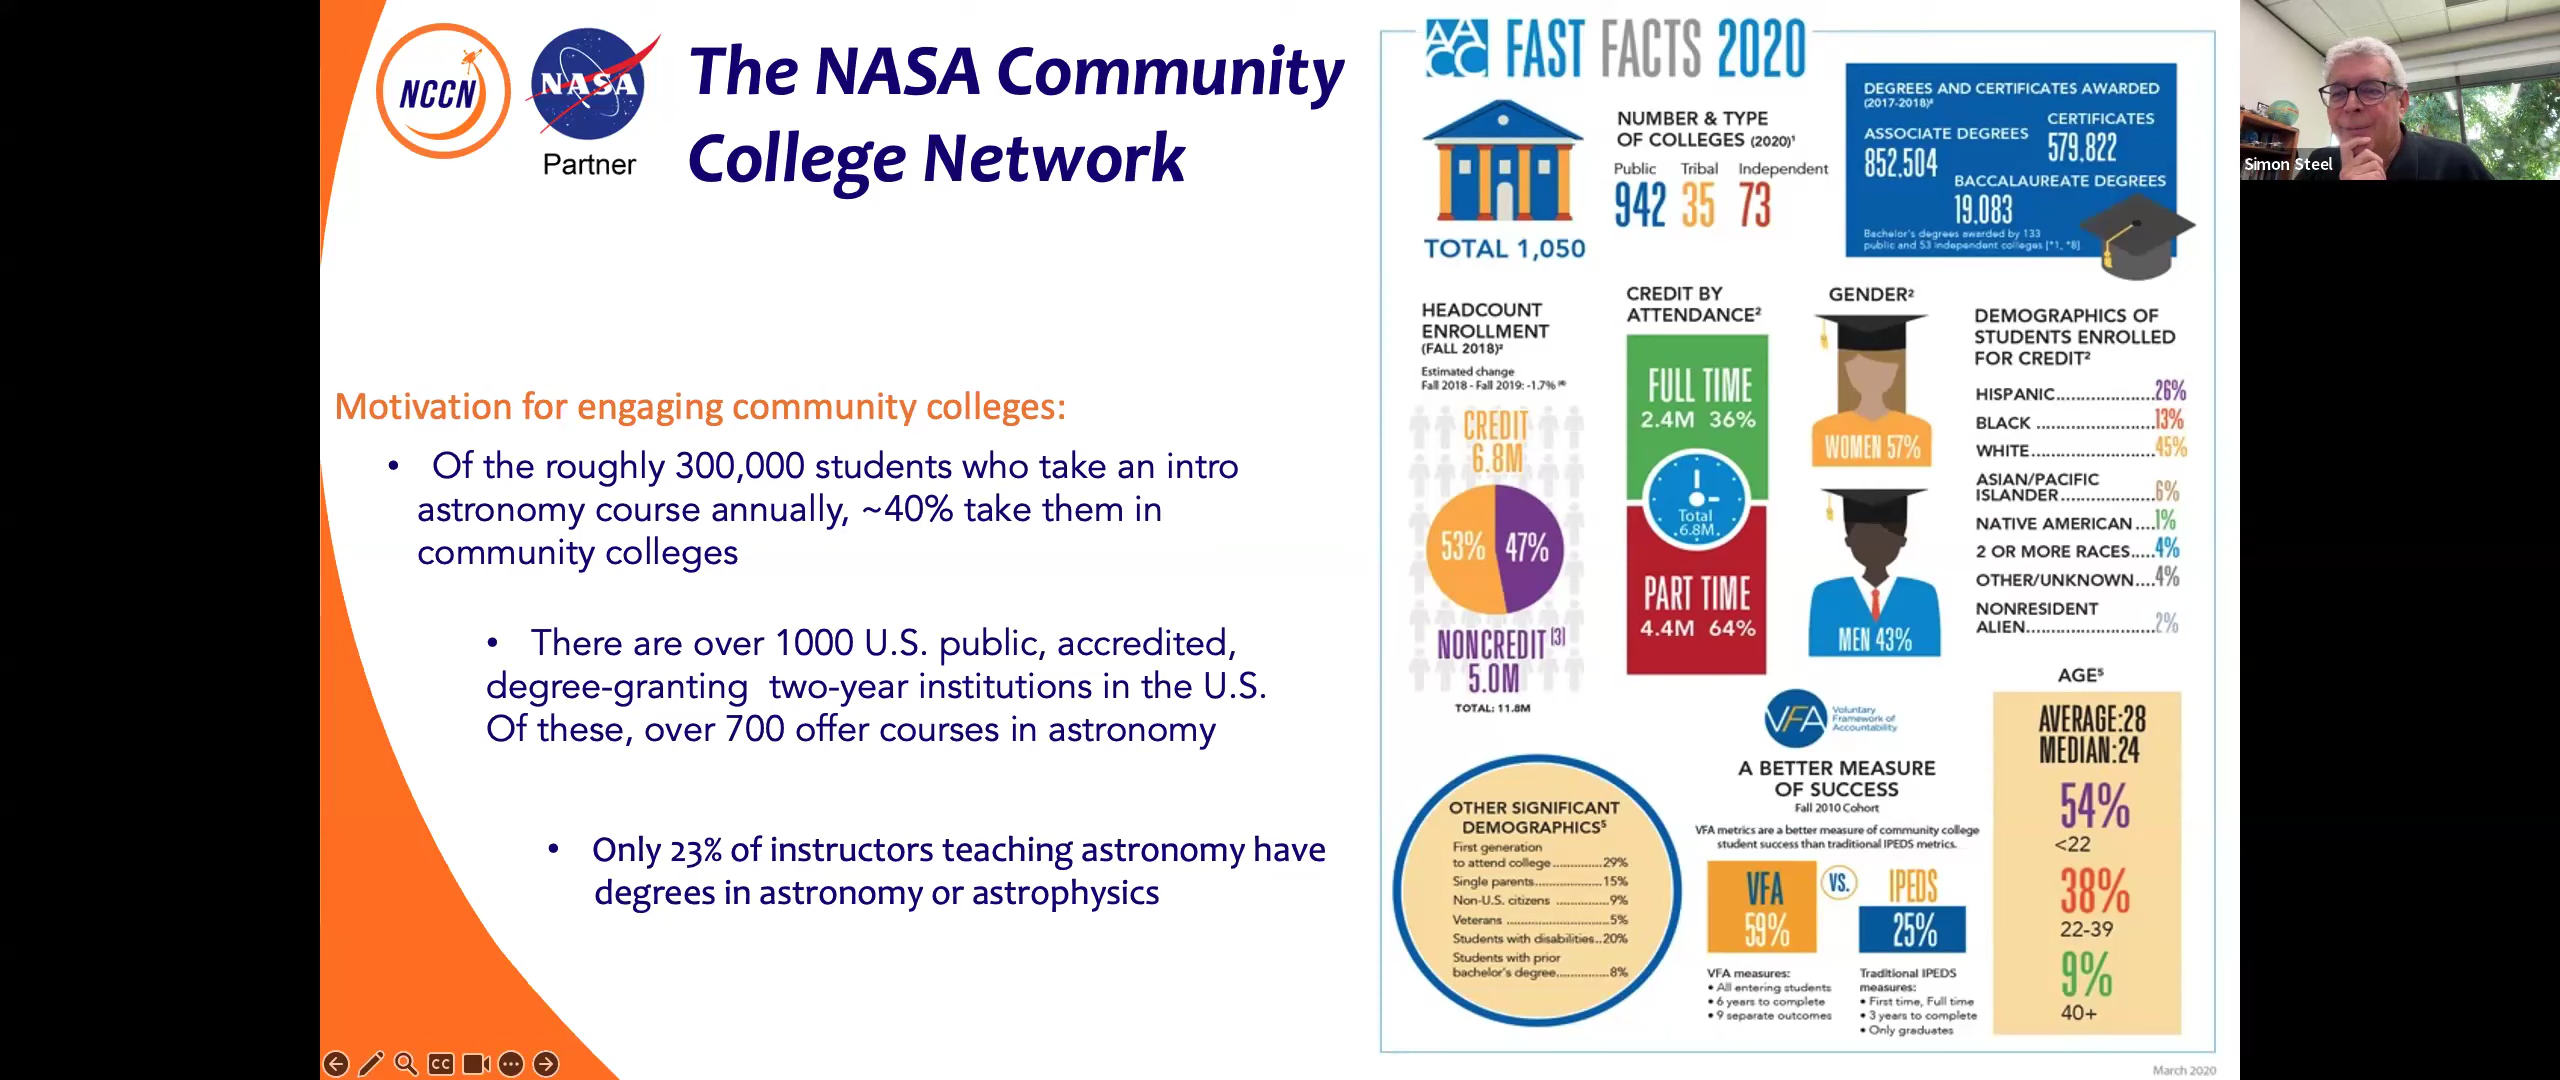 NCCN
NASA
Partner
The NASA Community
College Network
Motivation for engaging community colleges:
• Of the roughly 300,000 students who take an intro
astronomy course annually, ~40% take them in
community colleges
• There are over 1000 U.S. public, accredited,
degree-granting two-year institutions in the U.S.
Of these, over 700 offer courses in astronomy
• Only 23% of instructors teaching astronomy have
degrees in astronomy or astrophysics
CC
AACC FAST FACTS 2020
TOTAL 1,050
NUMBER & TYPE
OF COLLEGES (2020)¹
Public Tribal Independent
942 35 73
DEGREES AND CERTIFICATES AWARDED
(2017-2018)⁸
ASSOCIATE DEGREES
852,504
CERTIFICATES
579,822
BACCALAUREATE DEGREES
19,083
Bachelor's degrees awarded by 133
public and 53 independent colleges [*1, *8]
HEADCOUNT
ENROLLMENT
(FALL 2018)²
Estimated change
Fall 2018 - Fall 2019: -1.7%
CREDIT
6.8M
53% 47%
NONCREDIT [3]
5.0M
TOTAL: 11.8M
CREDIT BY
ATTENDANCE²
FULL TIME
2.4M 36%
Total
6.8M
PART TIME
4.4M 64%
GENDER²
WOMEN 57%
MEN 43%
DEMOGRAPHICS OF
STUDENTS ENROLLED
FOR CREDIT²
HISPANIC....................26%
BLACK ......................13%
WHITE.......................45%
ASIAN/PACIFIC
ISLANDER.................6%
NATIVE AMERICAN ....1%
2 OR MORE RACES.....4%
OTHER/UNKNOWN....4%
NONRESIDENT
ALIEN.......................2%
OTHER SIGNIFICANT
DEMOGRAPHICS⁵
First generation
to attend college.............29%
Single parents.................15%
Non-U.S. citizens .............9%
Veterans .........................5%
Students with disabilities..20%
Students with prior
bachelor's degree.............8%
VFA Voluntary
Framework of
Accountability
A BETTER MEASURE
OF SUCCESS
Fall 2010 Cohort
VFA metrics are a better measure of community college
student success than traditional IPEDS metrics.
VFA
59%
VS.
IPEDS
25%
VFA measures:
• All entering students
• 6 years to complete
• 9 separate outcomes
Traditional IPEDS
measures:
• First time, Full time
• 3 years to complete
• Only graduates
AGE⁵
AVERAGE:28
MEDIAN:24
54%
<22
38%
22-39
9%
40+
March 2020
Simon Steel